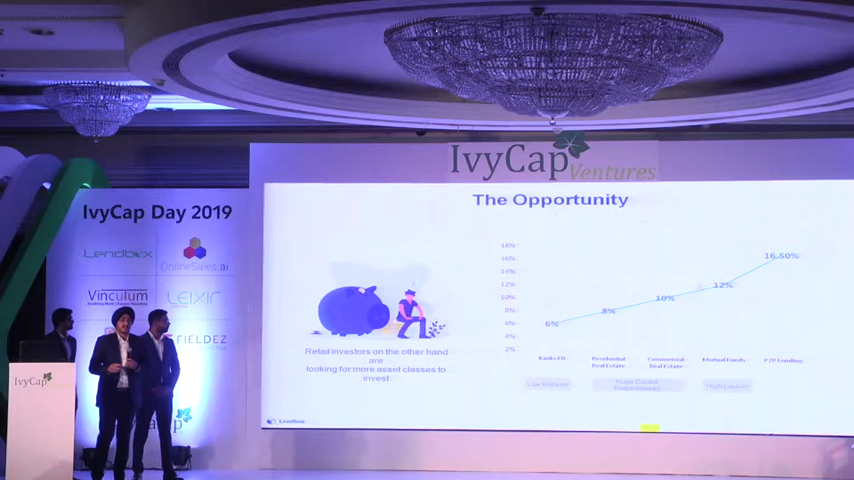 IvyCap Ventures
IvyCap Day 2019
Lendbox
OnlineSales.ai
Vinculum
LEIXIR
FIELDEZ
IvyCap
The Opportunity
18%
16%
14%
12%
10%
8%
6%
4%
2%
6%
8%
10%
12%
16.50%
Banks FD
Residential
Real Estate
Commercial
Real Estate
Mutual Funds
P2P Lending
Low Returns
Huge Capital
Requirements
Retail investors on the other hand
are
looking for more asset classes to
invest
Lendbox